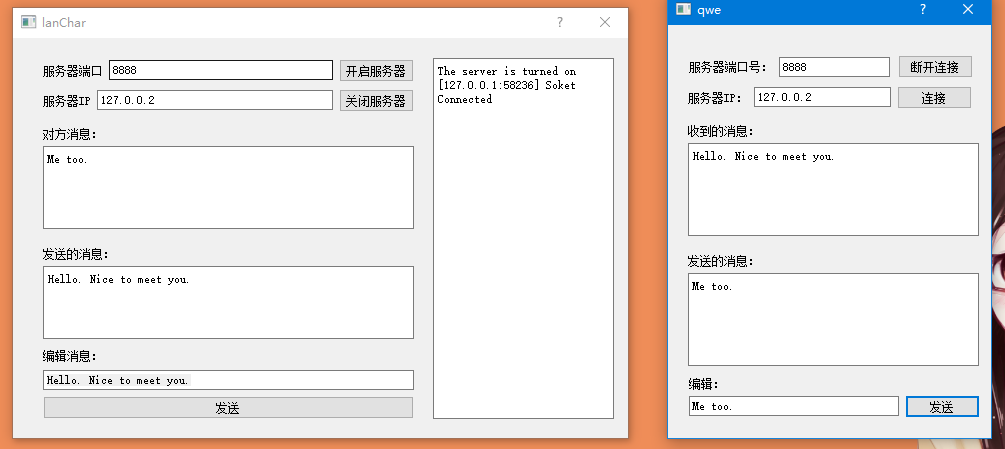 lanChar
服务器端口 8888 开启服务器
服务器IP 127.0.0.2 关闭服务器
对方消息:
Me too.
发送的消息:
Hello. Nice to meet you.
编辑消息:
Hello. Nice to meet you.
发送
The server is turned on
[127.0.0.1:58236] Soket
Connected
qwe
服务器端口号: 8888 断开连接
服务器IP: 127.0.0.2 连接
收到的消息:
Hello. Nice to meet you.
发送的消息:
Me too.
编辑:
Me too. 发送